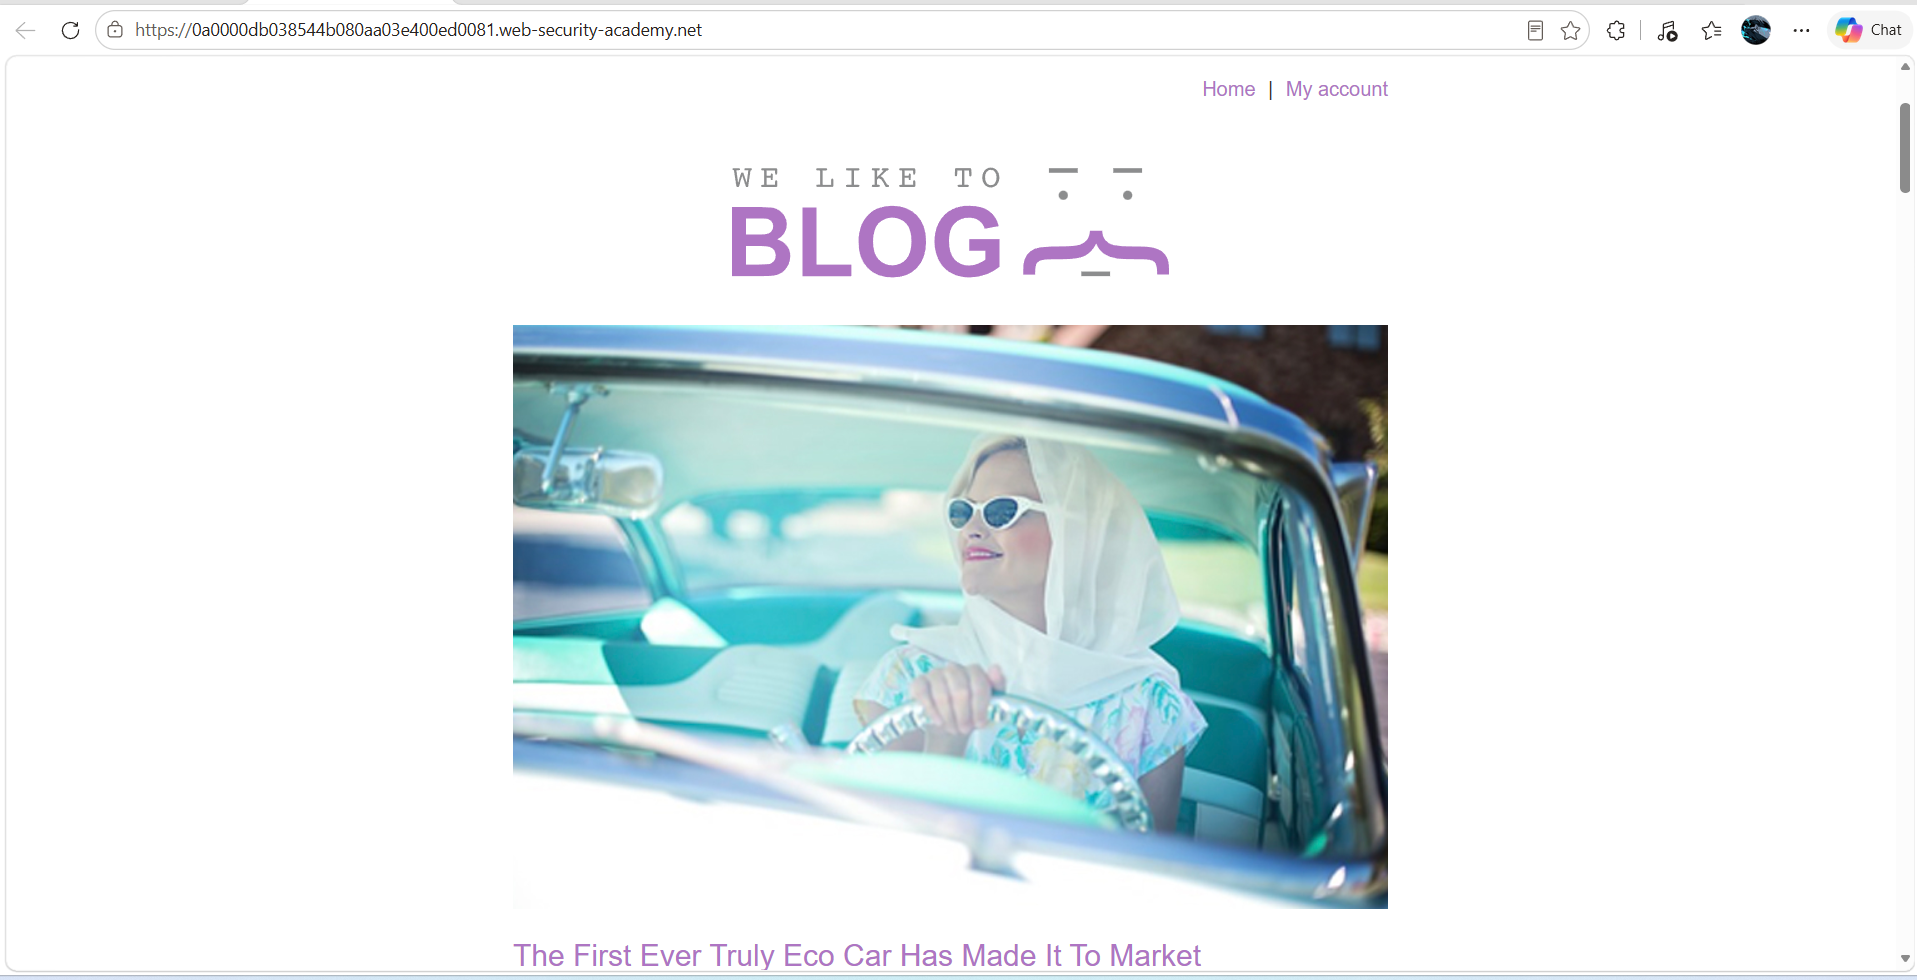 https://0a0000db038544b080aa03e400ed0081.web-security-academy.net
Chat
Home | My account
WE LIKE TO
BLOG
The First Ever Truly Eco Car Has Made It To Market